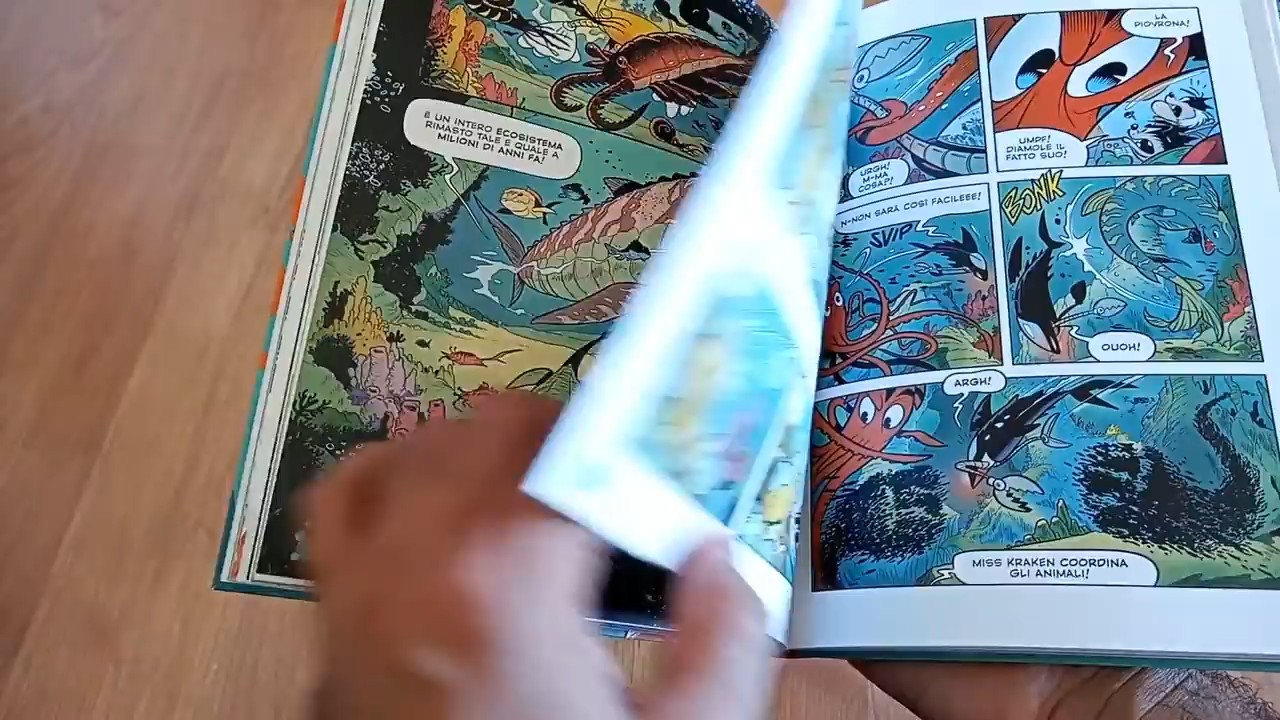 E UN INTERO ECOSISTEMA
RIMASTO TALE E QUALE A
MILIONI DI ANNI FA!
LA
PIOVRONA!
URGH!
M-MA
COSA?!
UMPF!
DIAMOLE IL
FATTO SUO!
N-NON SARÀ COSÌ FACILEEE!
SVIP
BONK
OUOH!
ARGH!
MISS KRAKEN COORDINA
GLI ANIMALI!